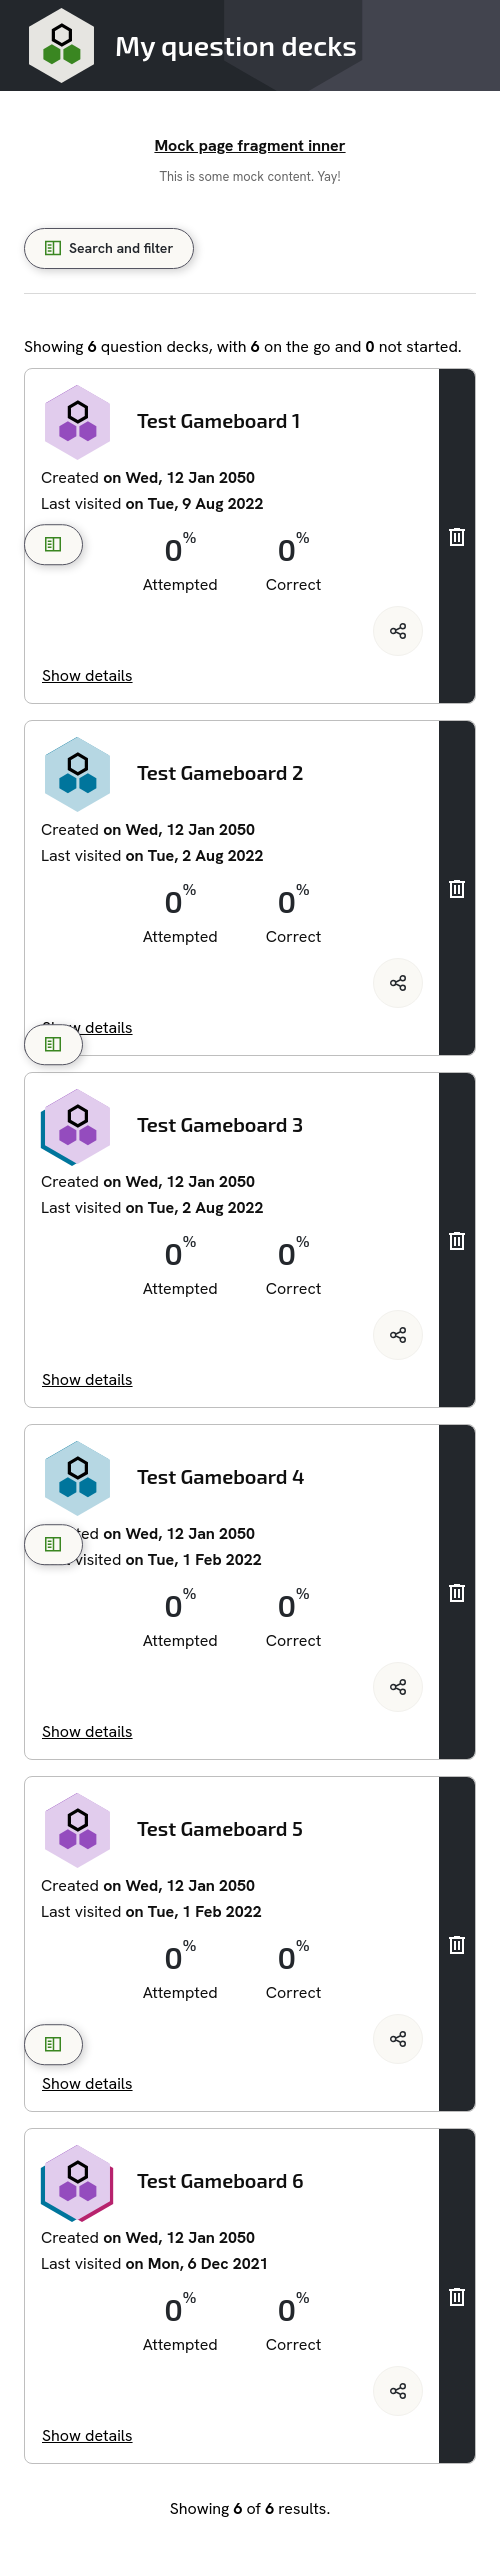 My question decks
Mock page fragment inner
This is some mock content. Yay!
Search and filter
Showing 6 question decks, with 6 on the go and 0 not started.
Test Gameboard 1
Created on Wed, 12 Jan 2050
Last visited on Tue, 9 Aug 2022
0% 0%
Attempted Correct
Show details
Test Gameboard 2
Created on Wed, 12 Jan 2050
Last visited on Tue, 2 Aug 2022
0% 0%
Attempted Correct
Show details
Test Gameboard 3
Created on Wed, 12 Jan 2050
Last visited on Tue, 2 Aug 2022
0% 0%
Attempted Correct
Show details
Test Gameboard 4
ted on Wed, 12 Jan 2050
visited on Tue, 1 Feb 2022
0% 0%
Attempted Correct
Show details
Test Gameboard 5
Created on Wed, 12 Jan 2050
Last visited on Tue, 1 Feb 2022
0% 0%
Attempted Correct
Show details
Test Gameboard 6
Created on Wed, 12 Jan 2050
Last visited on Mon, 6 Dec 2021
0% 0%
Attempted Correct
Show details
Showing 6 of 6 results.